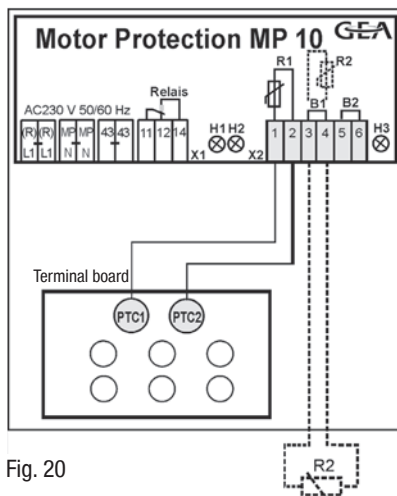 Motor Protection MP 10 GEA
R1 R2
Relais
AC230 V 50/60 Hz
B1 B2
(R) (R) MP MP 43 43 11 12 14 H1 H2 1 2 3 4 5 6 H3
L1 L1 N N X1 X2
Terminal board
PTC1 PTC2
R2
Fig. 20